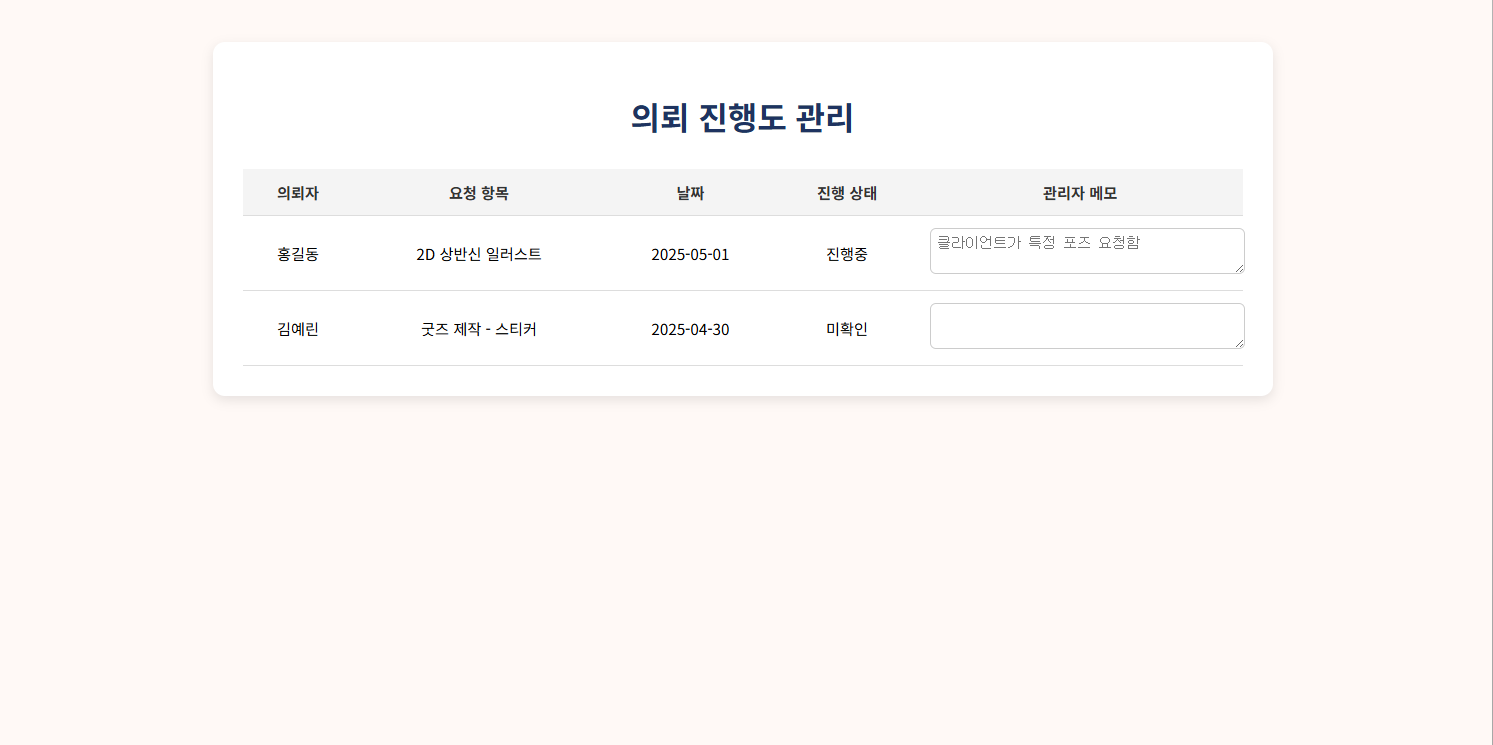 의뢰 진행도 관리
의뢰자 요청 항목 날짜 진행 상태 관리자 메모
홍길동 2D 상반신 일러스트 2025-05-01 진행중 클라이언트가 특정 포즈 요청함
김예린 굿즈 제작 - 스티커 2025-04-30 미확인